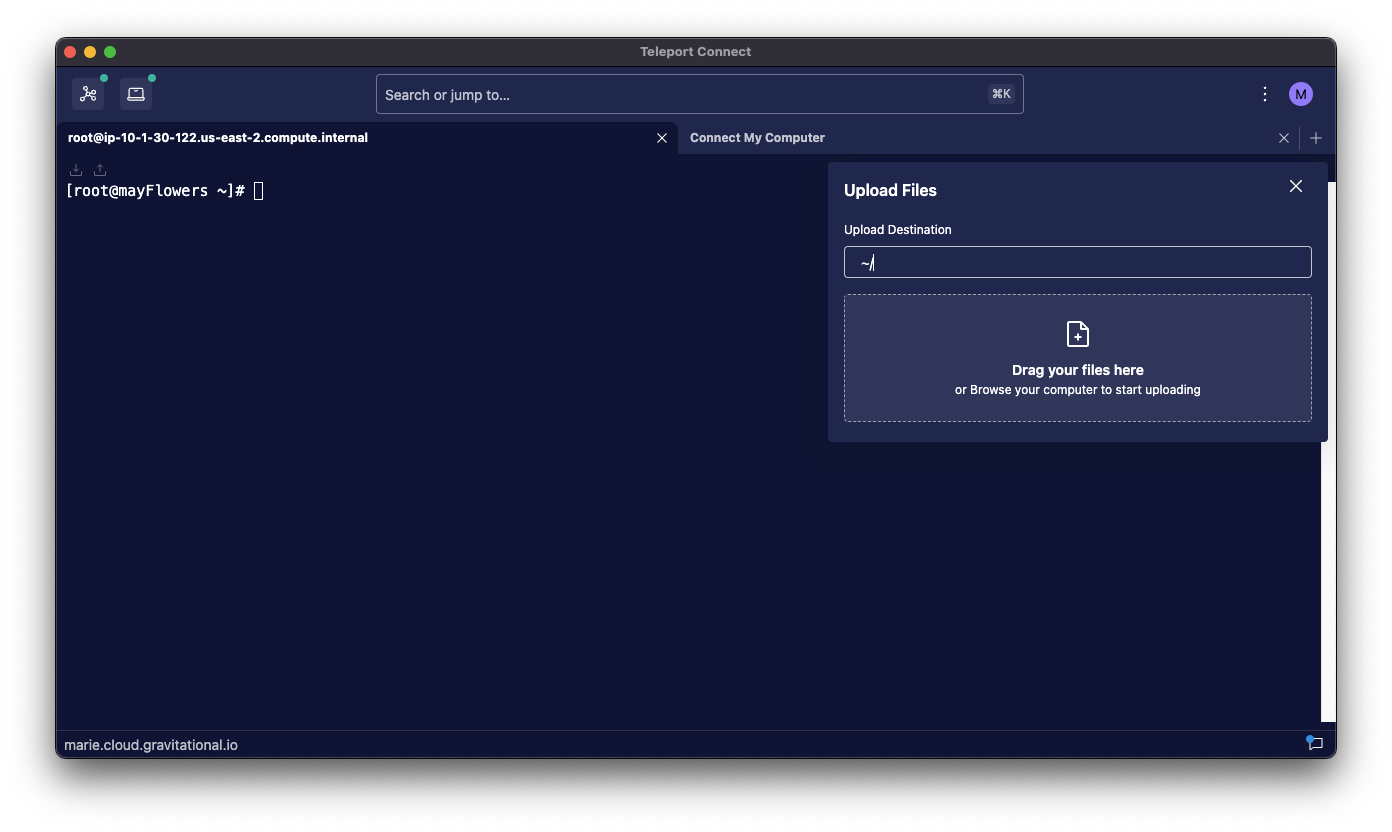 Teleport Connect
Search or jump to...
⌘K
M
root@ip-10-1-30-122.us-east-2.compute.internal
Connect My Computer
[root@mayFlowers ~]#
Upload Files
Upload Destination
~/
Drag your files here
or Browse your computer to start uploading
marie.cloud.gravitational.io